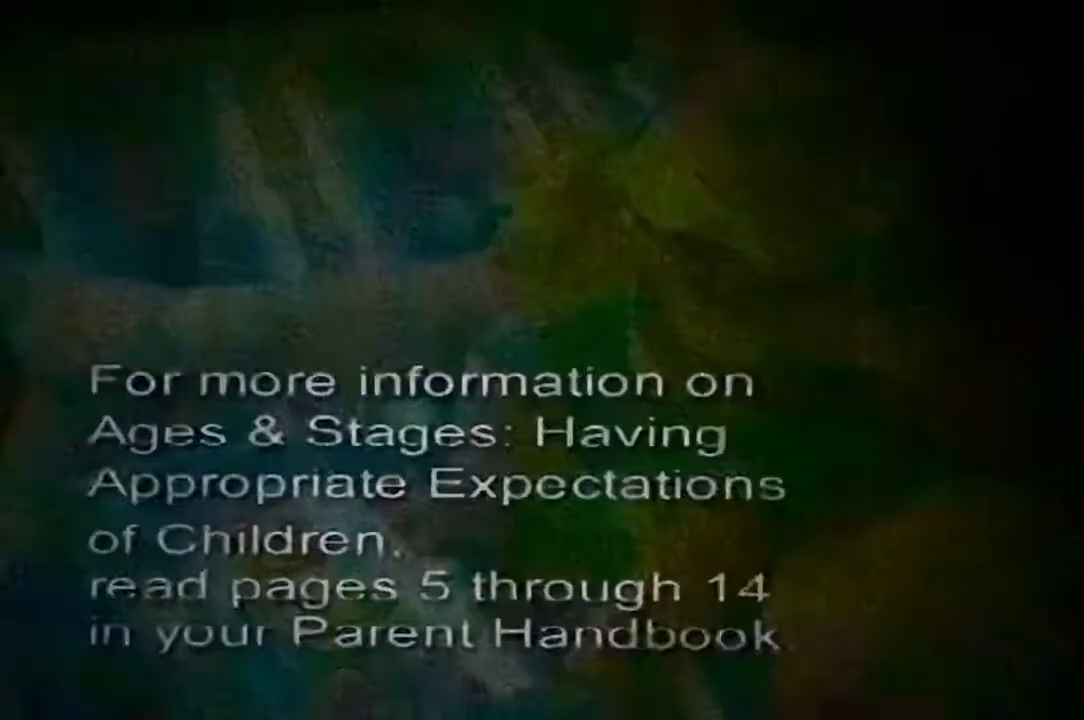 For more information on
Ages & Stages: Having
Appropriate Expectations
of Children,
read pages 5 through 14
in your Parent Handbook.